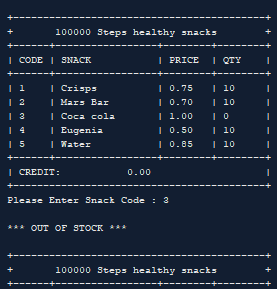 +--------------------------------------------+
+ 100000 Steps healthy snacks +
+------+------------------+--------+---------+
| CODE | SNACK | PRICE | QTY |
+------+------------------+--------+---------+
| 1 | Crisps | 0.75 | 10 |
| 2 | Mars Bar | 0.70 | 10 |
| 3 | Coca cola | 1.00 | 0 |
| 4 | Eugenia | 0.50 | 10 |
| 5 | Water | 0.85 | 10 |
+------+------------------+--------+---------+
| CREDIT: 0.00 |
+--------------------------------------------+
Please Enter Snack Code : 3
*** OUT OF STOCK ***
+--------------------------------------------+
+ 100000 Steps healthy snacks +
+------+------------------+--------+---------+